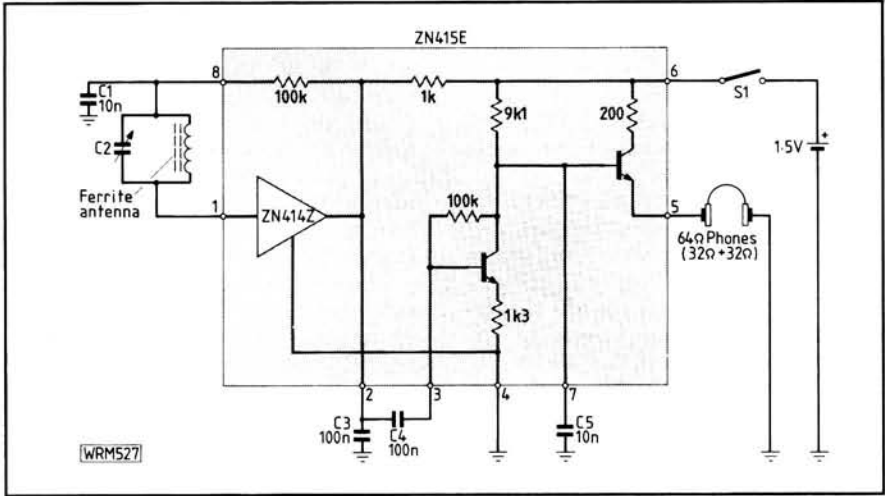 ZN415E
8
100k
1k
6
S1
C1
10n
9k1
200
1·5V
+
C2
Ferrite
antenna
1
ZN414Z
100k
5
64Ω Phones
(32Ω+32Ω)
1k3
2
3
4
7
C3
100n
C4
100n
C5
10n
WRM527